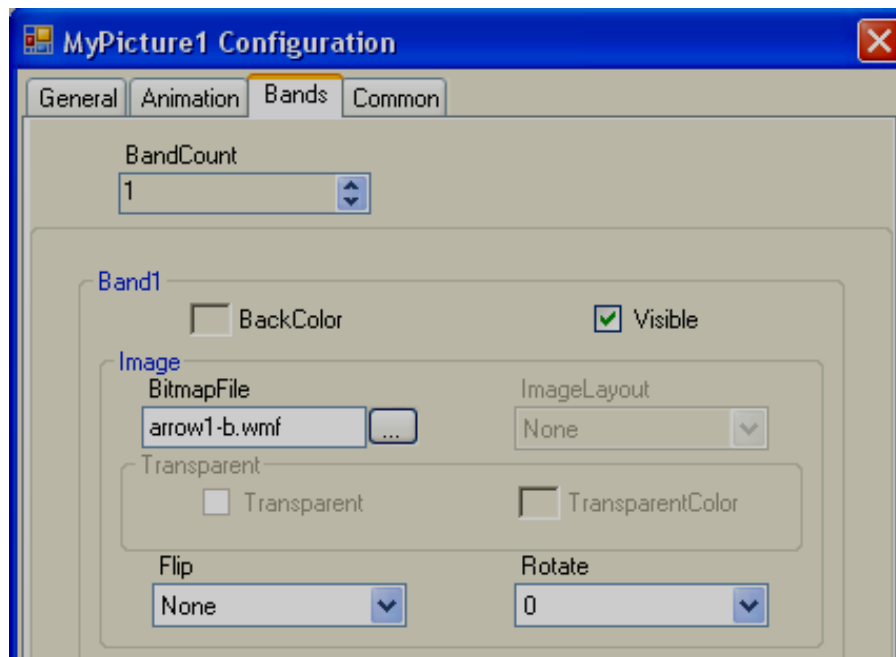 MyPicture1 Configuration
General Animation Bands Common
BandCount
1
Band1
BackColor Visible
Image
BitmapFile ImageLayout
arrow1-b.wmf ... None
Transparent
Transparent TransparentColor
Flip Rotate
None 0